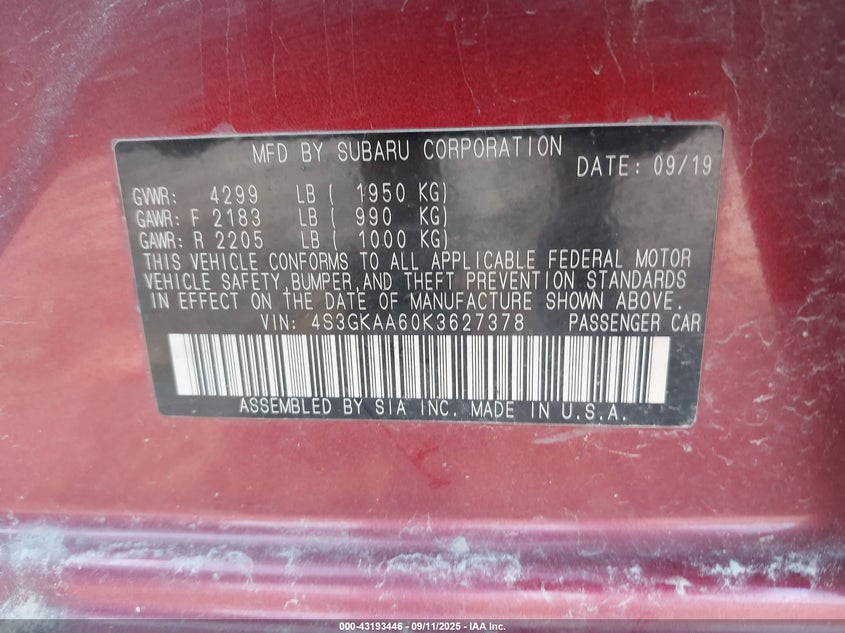 MFD BY SUBARU CORPORATION
DATE: 09/19
GVWR: 4299 LB ( 1950 KG)
GAWR: F 2183 LB ( 990 KG)
GAWR: R 2205 LB ( 1000 KG)
THIS VEHICLE CONFORMS TO ALL APPLICABLE FEDERAL MOTOR
VEHICLE SAFETY,BUMPER,AND THEFT PREVENTION STANDARDS
IN EFFECT ON THE DATE OF MANUFACTURE SHOWN ABOVE.
VIN: 4S3GKAA60K3627378 PASSENGER CAR
ASSEMBLED BY SIA INC. MADE IN U.S.A.
000-43193446 - 09/11/2025 - IAA Inc.